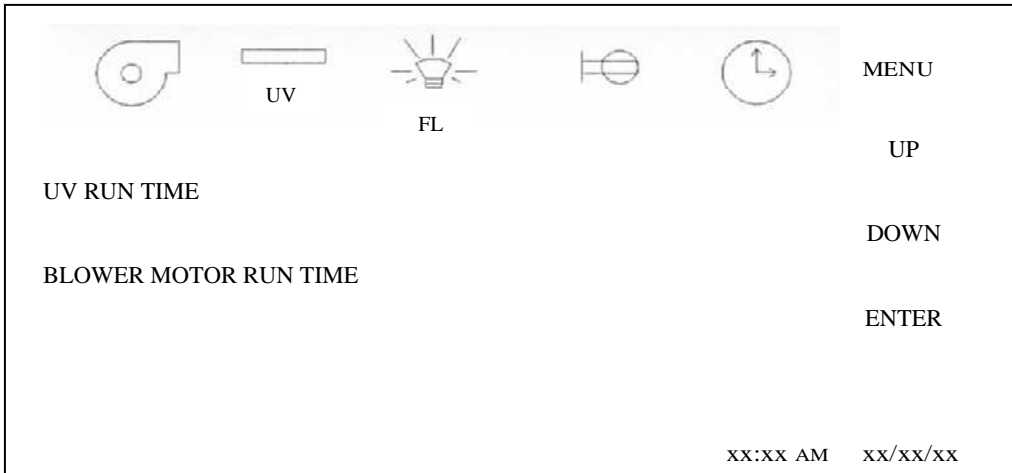 MENU
UV
FL
UP
UV RUN TIME
DOWN
BLOWER MOTOR RUN TIME
ENTER
xx:xx AM xx/xx/xx